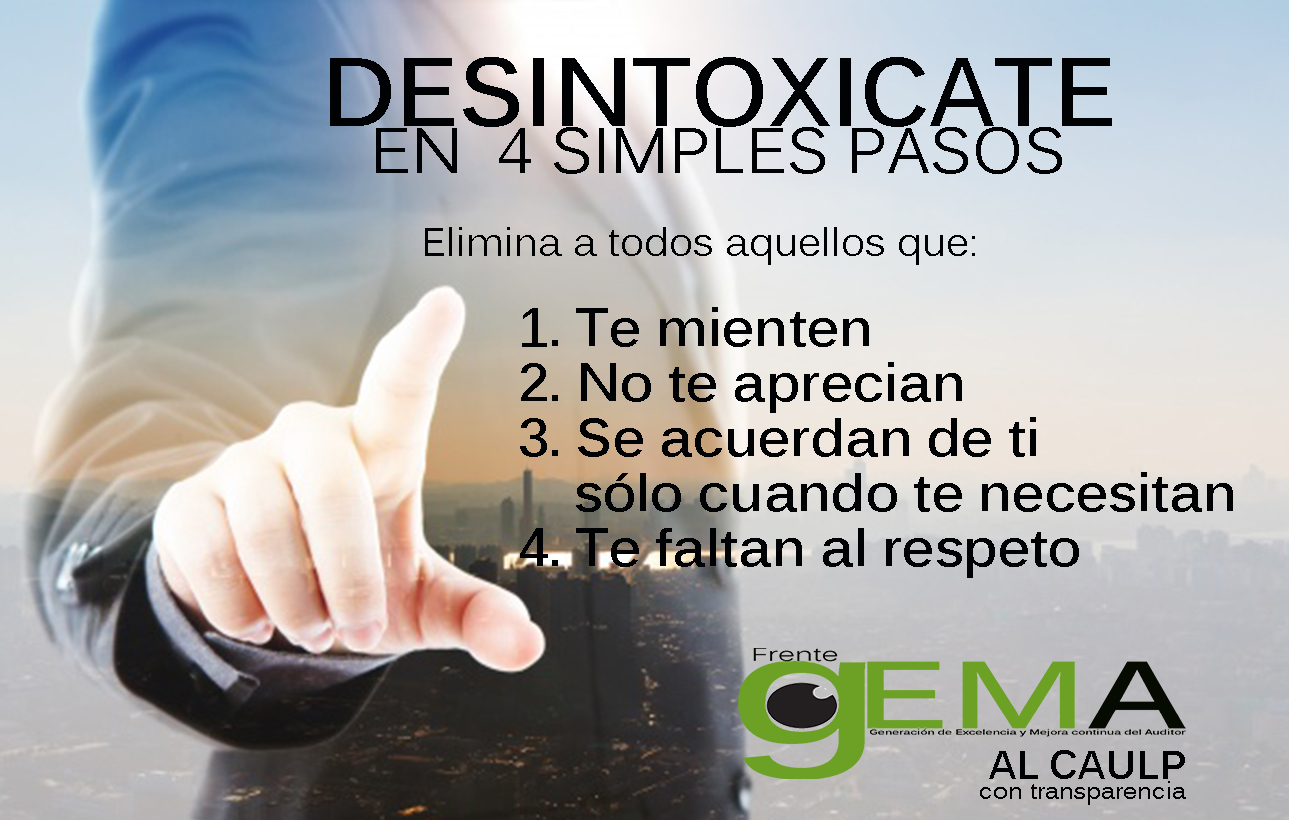 DESINTOXICATE
EN 4 SIMPLES PASOS
Elimina a todos aquellos que:
1. Te mienten
2. No te aprecian
3. Se acuerdan de ti
sólo cuando te necesitan
4. Te faltan al respeto
Frente
gEMA
Generación de Excelencia y Mejora continua del Auditor
AL CAULP
con transparencia